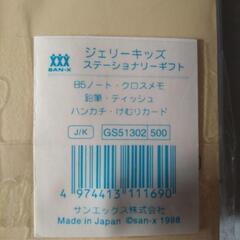 SAN-X
ジェリーキッズ
ステーショナリーギフト
B5ノート・クロスメモ
鉛筆・ティッシュ
ハンカチ・けむりカード
J/K GS51302 500
4 974413 111690
サンエックス株式会社
Made in Japan ©san-x 1998